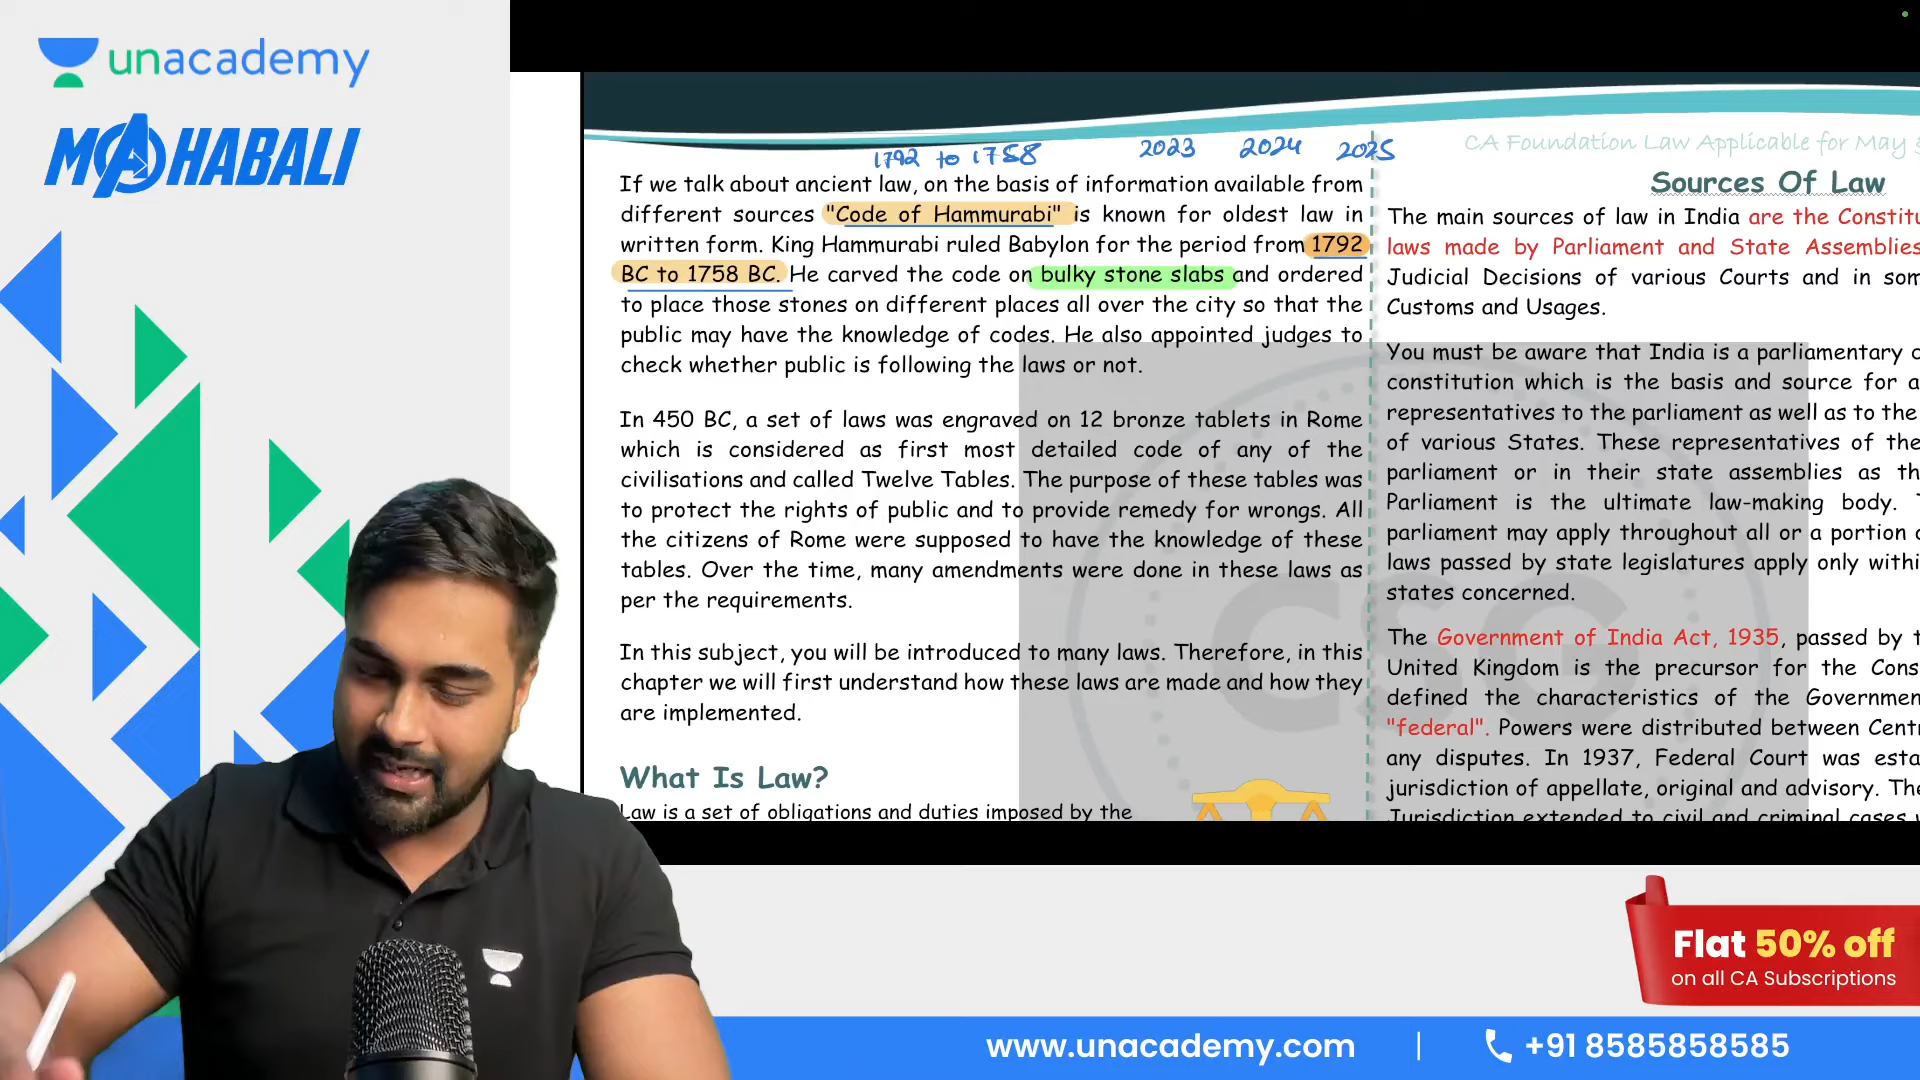 unacademy
MAHABALI
1792 to 1758
2023 2024 2025
If we talk about ancient law, on the basis of information available from
different sources "Code of Hammurabi" is known for oldest law in
written form. King Hammurabi ruled Babylon for the period from 1792
BC to 1758 BC. He carved the code on bulky stone slabs and ordered
to place those stones on different places all over the city so that the
public may have the knowledge of codes. He also appointed judges to
check whether public is following the laws or not.
In 450 BC, a set of laws was engraved on 12 bronze tablets in Rome
which is considered as first most detailed code of any of the
civilisations and called Twelve Tables. The purpose of these tables was
to protect the rights of public and to provide remedy for wrongs. All
the citizens of Rome were supposed to have the knowledge of these
tables. Over the time, many amendments were done in these laws as
per the requirements.
In this subject, you will be introduced to many laws. Therefore, in this
chapter we will first understand how these laws are made and how they
are implemented.
What Is Law?
Law is a set of obligations and duties imposed by the
CA Foundation Law Applicable for May
Sources Of Law
The main sources of law in India are the Constitu
laws made by Parliament and State Assemblies
Judicial Decisions of various Courts and in som
Customs and Usages.
You must be aware that India is a parliamentary
constitution which is the basis and source for a
representatives to the parliament as well as to the
of various States. These representatives of the
parliament or in their state assemblies as th
Parliament is the ultimate law-making body.
parliament may apply throughout all or a portion
laws passed by state legislatures apply only withi
states concerned.
The Government of India Act, 1935, passed by t
United Kingdom is the precursor for the Cons
defined the characteristics of the Governmen
"federal". Powers were distributed between Cent
any disputes. In 1937, Federal Court was esta
jurisdiction of appellate, original and advisory. The
Jurisdiction extended to civil and criminal cases
CSG
Flat 50% off
on all CA Subscriptions
www.unacademy.com | +91 8585858585